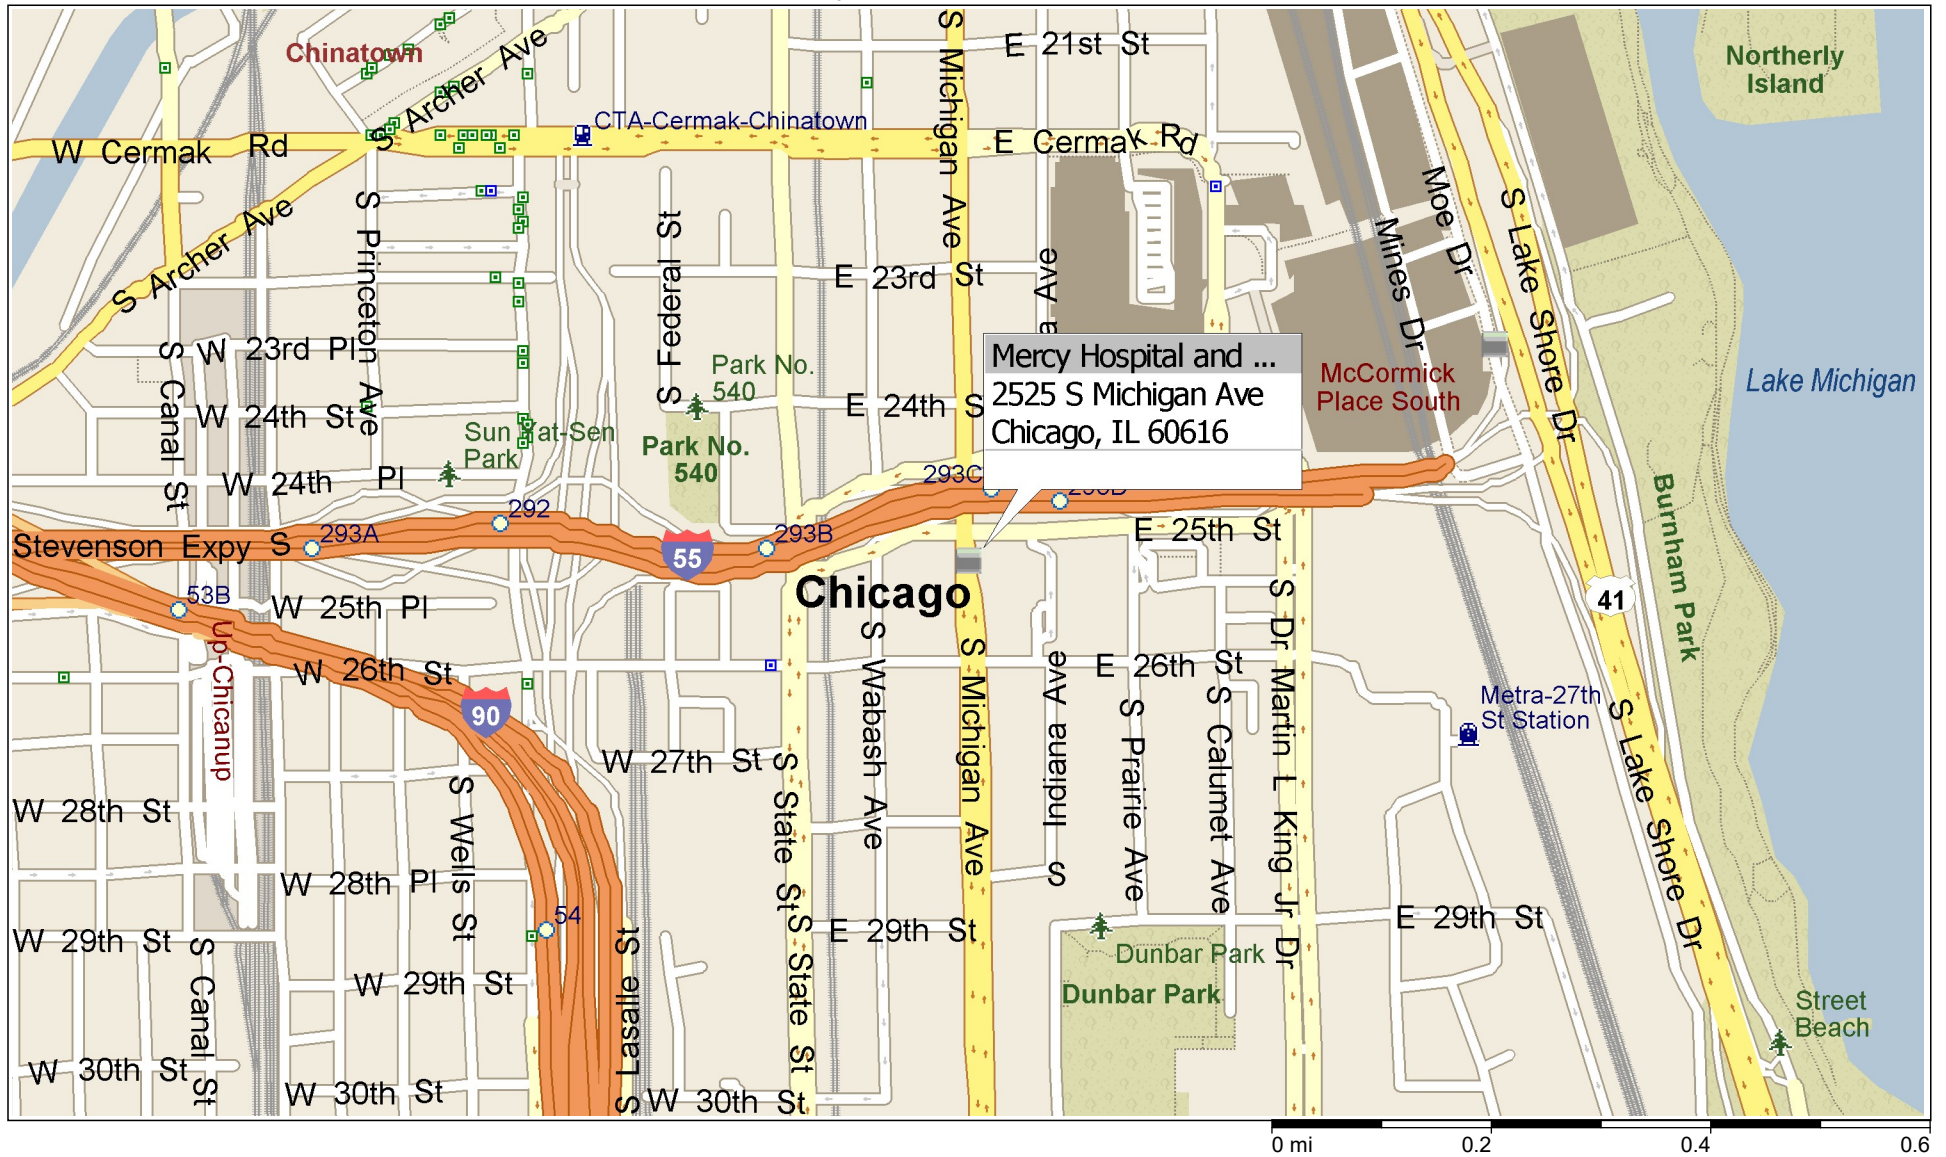 Chinatown
S Archer Ave
S Michigan Ave
E 21st St
Northerly
Island
CTA-Cermak-Chinatown
W Cermak Rd
E Cermak Rd
S Archer Ave
S Princeton Ave
S Federal St
E 23rd St
Ave
Mines Dr
Moe Dr
S Lake Shore Dr
S Canal St
W 23rd Pl
Park No.
540
Mercy Hospital and ...
2525 S Michigan Ave
Chicago, IL 60616
McCormick
Place South
Lake Michigan
W 24th St
E 24th S
Sun Yat-Sen
Park
Park No.
540
W 24th Pl
293C
Burnham Park
292
293A
293B
Stevenson Expy S
55
E 25th St
53B
Chicago
41
W 25th Pl
Up-Chicanup
W 26th St
90
S Wabash Ave
S Michigan Ave
S Indiana Ave
E 26th St
S Prairie Ave
S Calumet Ave
S Dr Martin L King Jr Dr
Metra-27th
St Station
S Lake Shore Dr
W 27th St
S State St
W 28th St
S Wells St
W 28th Pl
54
W 29th St
S Canal St
W 29th St
S Lasalle St
S State St
E 29th St
E 29th St
Dunbar Park
Dunbar Park
Street
Beach
W 30th St
W 30th St
S
W 30th St
0 mi
0.2
0.4
0.6